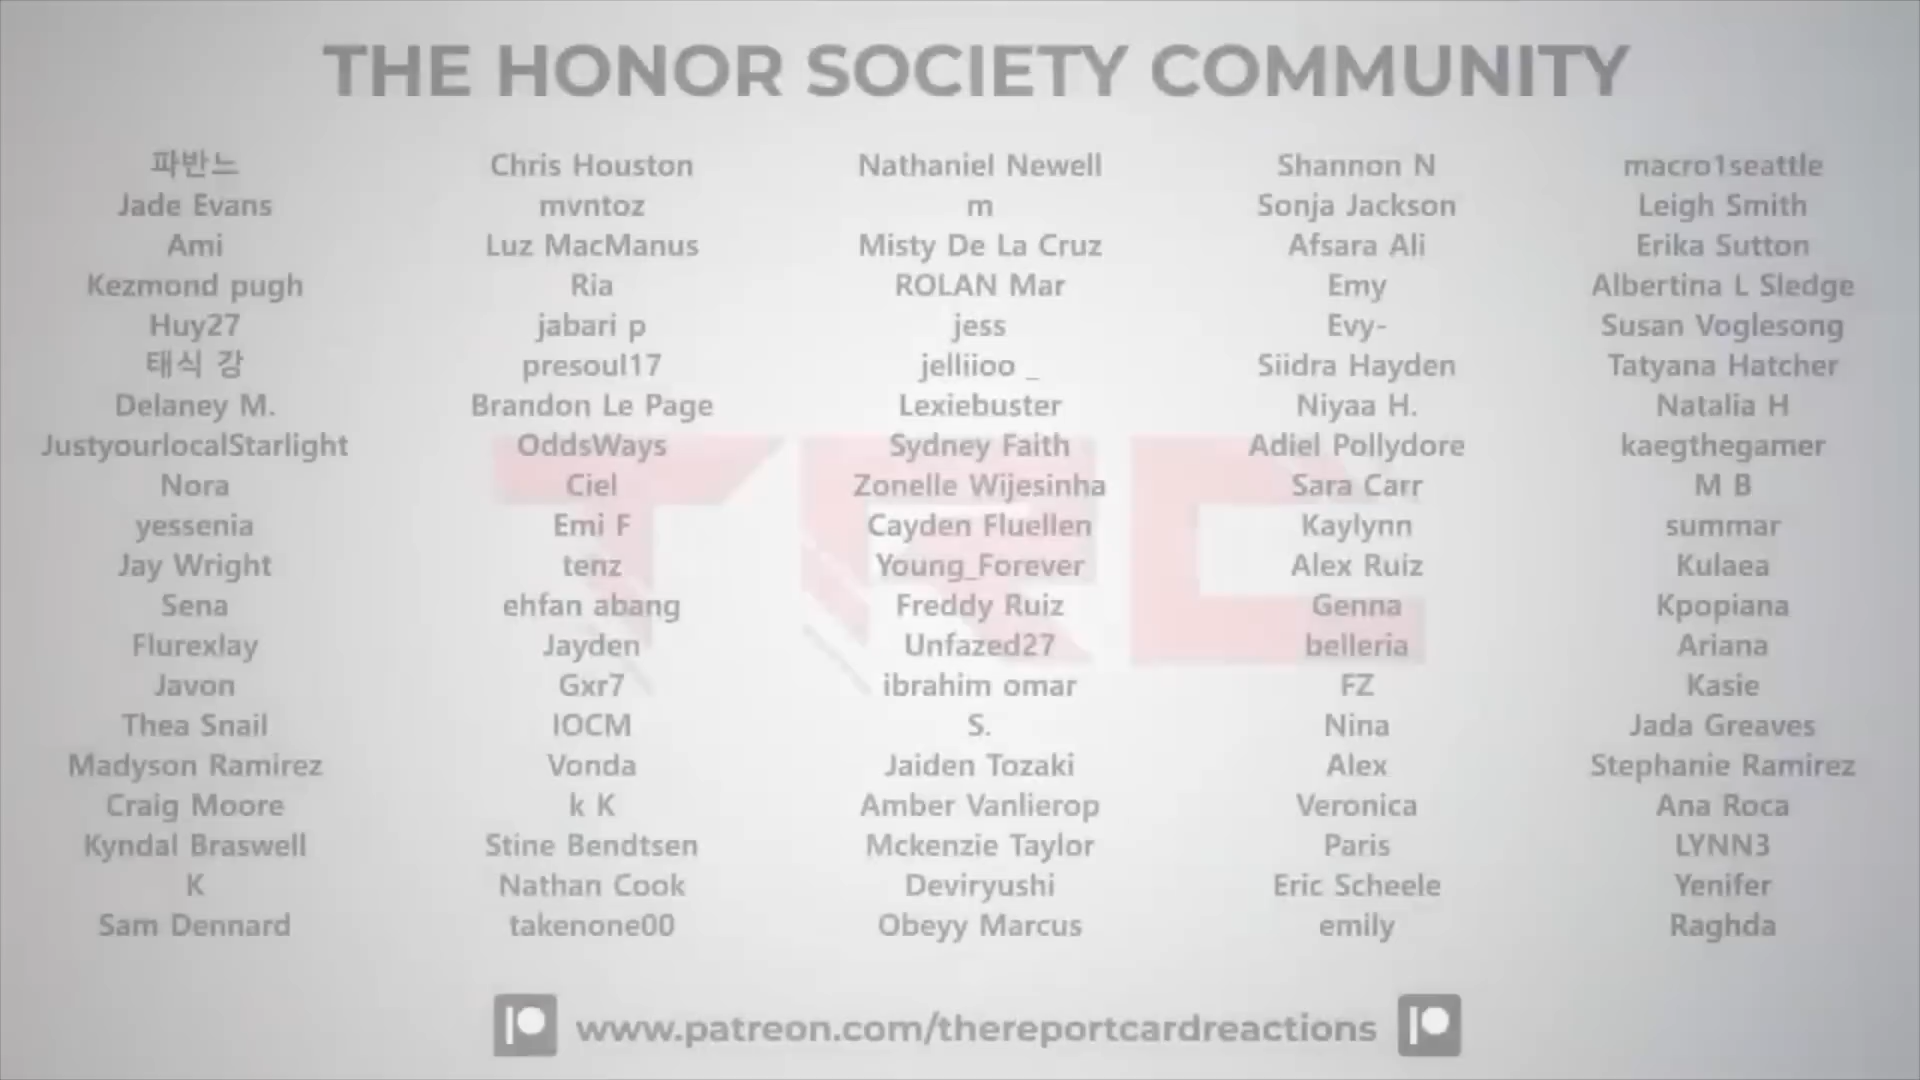 THE HONOR SOCIETY COMMUNITY
파반느
Jade Evans
Ami
Kezmond pugh
Huy27
태식 강
Delaney M.
JustyourlocalStarlight
Nora
yessenia
Jay Wright
Sena
Flurexlay
Javon
Thea Snail
Madyson Ramirez
Craig Moore
Kyndal Braswell
K
Sam Dennard
Chris Houston
mvntoz
Luz MacManus
Ria
jabari p
presoul17
Brandon Le Page
OddsWays
Ciel
Emi F
tenz
ehfan abang
Jayden
Gxr7
IOCM
Vonda
k K
Stine Bendtsen
Nathan Cook
takenone00
Nathaniel Newell
m
Misty De La Cruz
ROLAN Mar
jess
jelliioo _
Lexiebuster
Sydney Faith
Zonelle Wijesinha
Cayden Fluellen
Young_Forever
Freddy Ruiz
Unfazed27
ibrahim omar
S.
Jaiden Tozaki
Amber Vanlierop
Mckenzie Taylor
Deviryushi
Obeyy Marcus
Shannon N
Sonja Jackson
Afsara Ali
Emy
Evy-
Siidra Hayden
Niyaa H.
Adiel Pollydore
Sara Carr
Kaylynn
Alex Ruiz
Genna
belleria
FZ
Nina
Alex
Veronica
Paris
Eric Scheele
emily
macro1seattle
Leigh Smith
Erika Sutton
Albertina L Sledge
Susan Voglesong
Tatyana Hatcher
Natalia H
kaegthegamer
M B
summar
Kulaea
Kpopiana
Ariana
Kasie
Jada Greaves
Stephanie Ramirez
Ana Roca
LYNN3
Yenifer
Raghda
TRC
www.patreon.com/thereportcardreactions